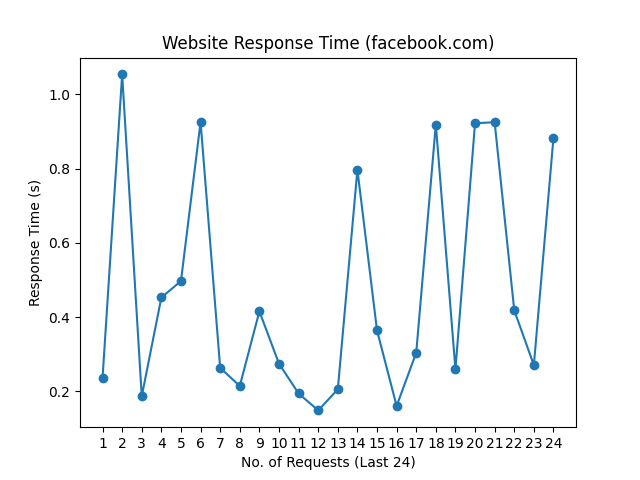 Website Response Time (facebook.com)
Response Time (s)
1.0
0.8
0.6
0.4
0.2
1 2 3 4 5 6 7 8 9 10 11 12 13 14 15 16 17 18 19 20 21 22 23 24
No. of Requests (Last 24)